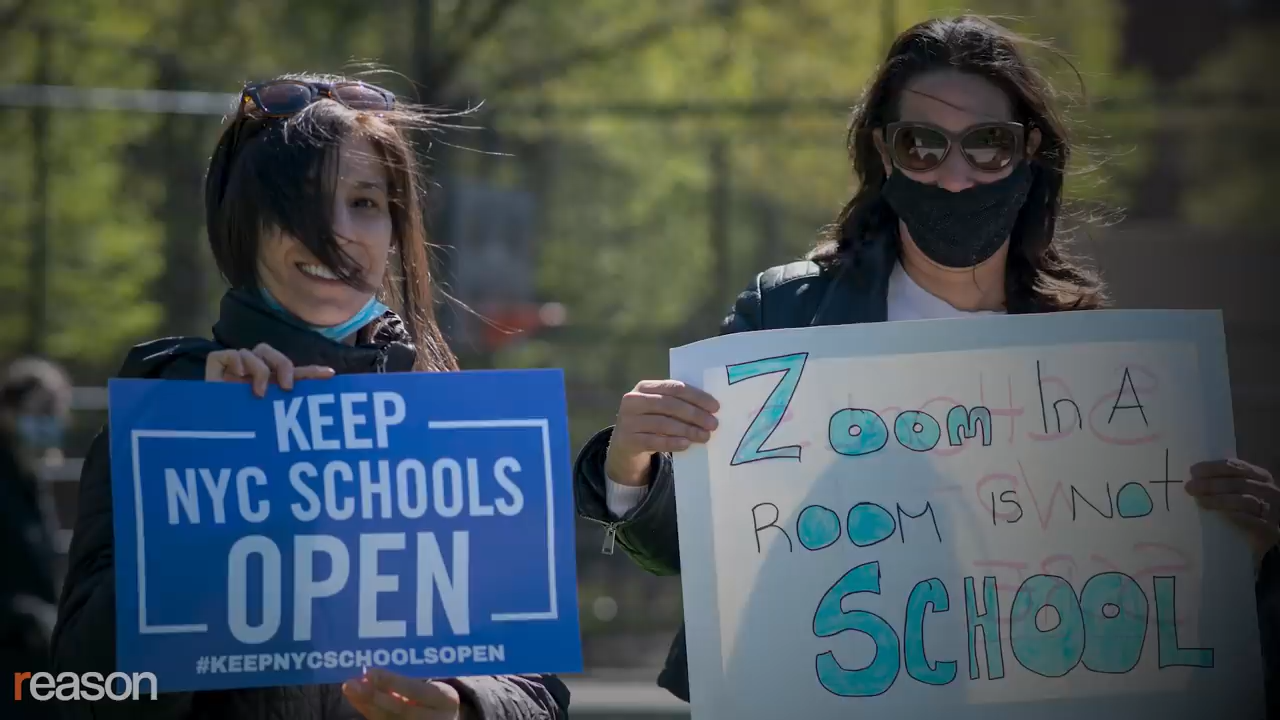 KEEP
NYC SCHOOLS
OPEN
#KEEPNYCSCHOOLSOPEN
ZOOM In A
ROOM is NOT
SCHOOL
reason